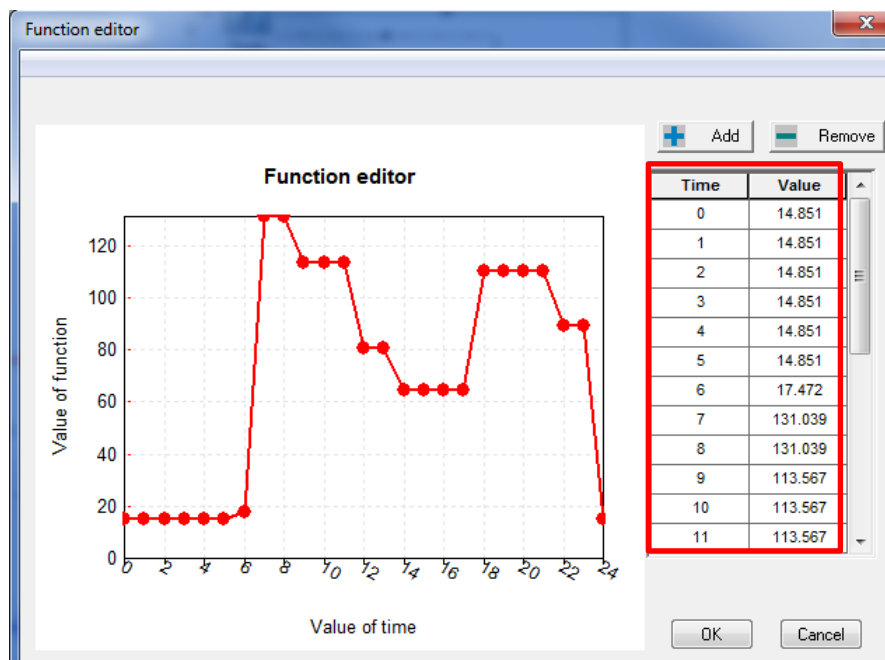 Function editor
Add
Remove
Function editor
Time Value
0 14.851
1 14.851
2 14.851
3 14.851
4 14.851
5 14.851
6 17.472
7 131.039
8 131.039
9 113.567
10 113.567
11 113.567
Value of function
120
100
80
60
40
20
0
0 2 4 6 8 10 12 14 16 18 20 22 24
Value of time
OK Cancel